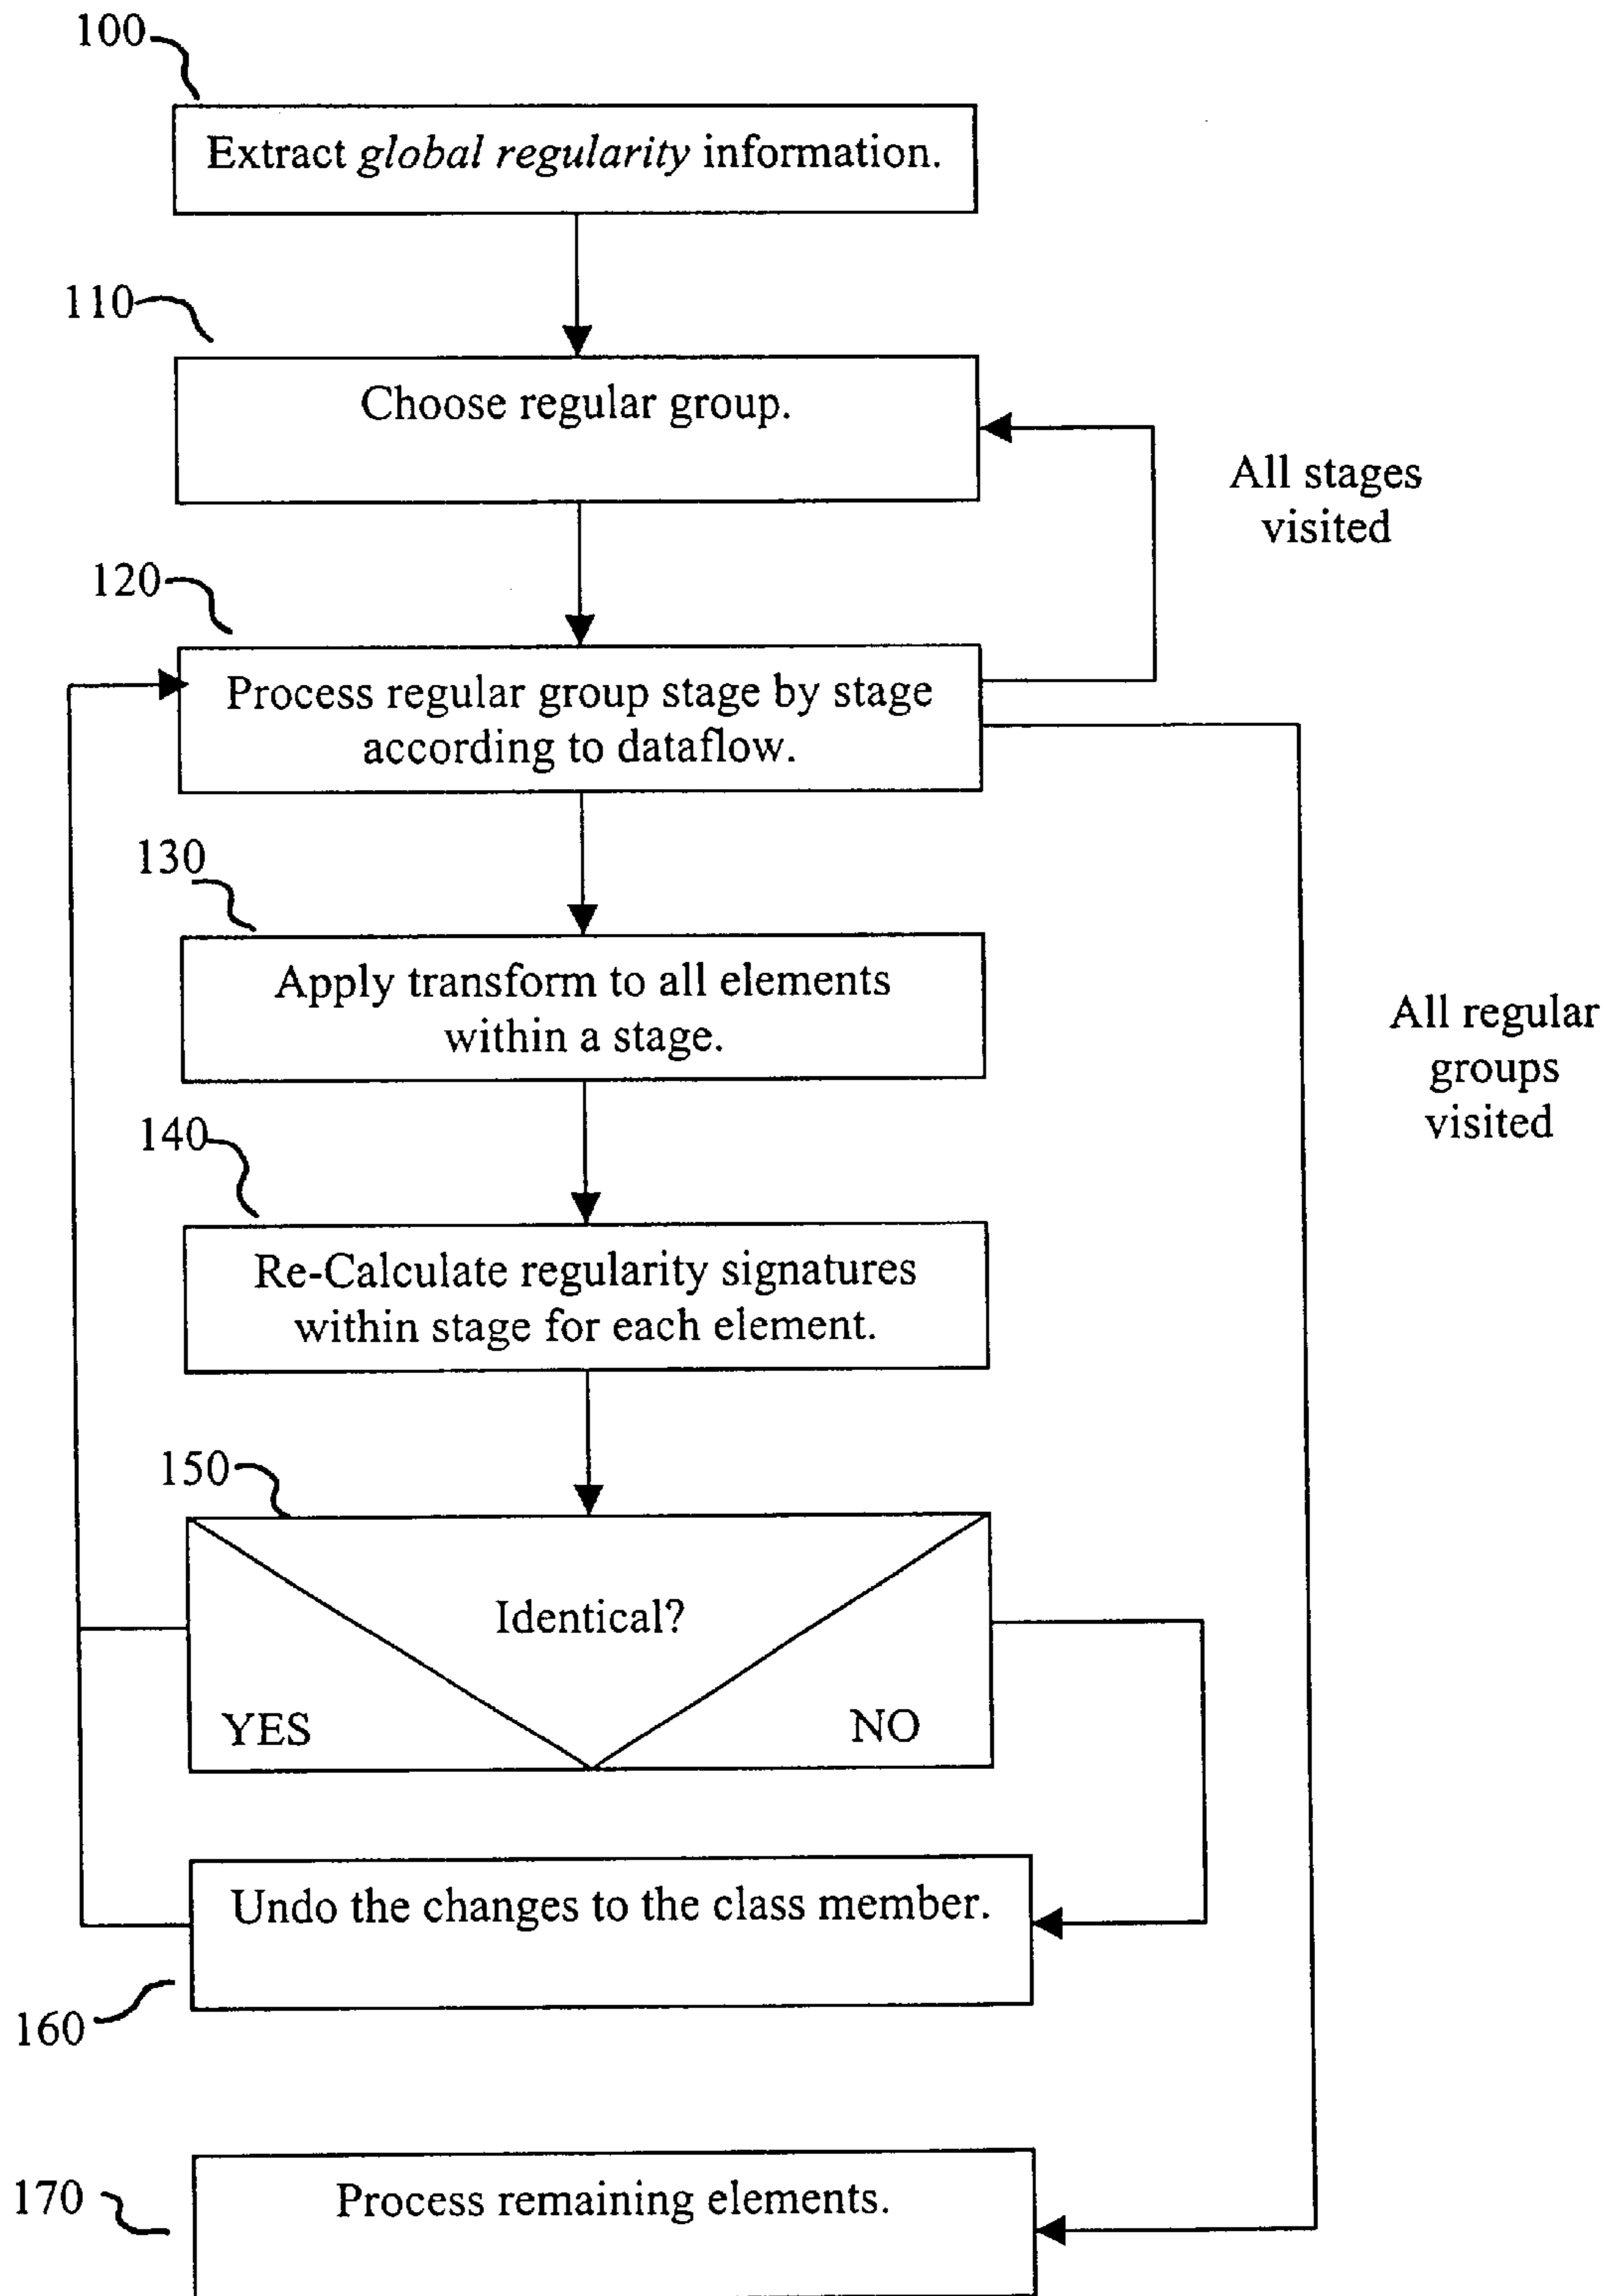 100
Extract global regularity information.
110
Choose regular group.
All stages
visited
120
Process regular group stage by stage
according to dataflow.
130
Apply transform to all elements
within a stage.
All regular
groups
visited
140
Re-Calculate regularity signatures
within stage for each element.
150
Identical?
YES
NO
Undo the changes to the class member.
160
170
Process remaining elements.